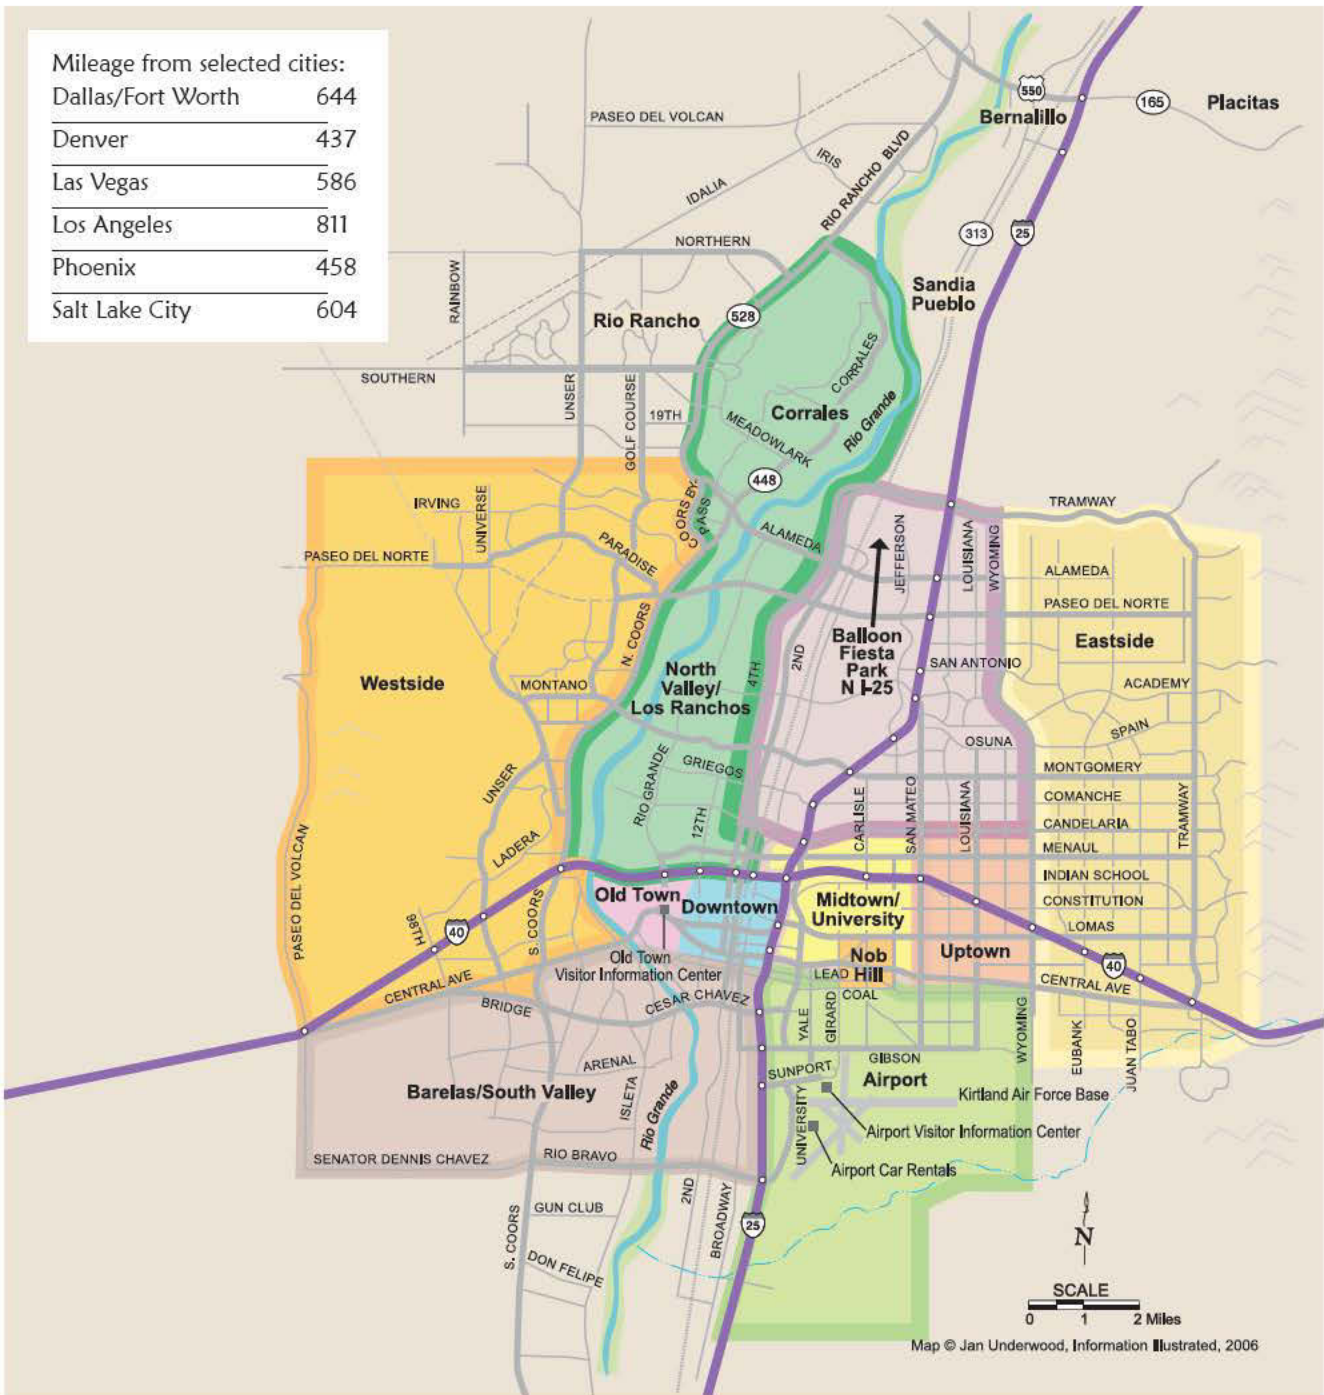 Mileage from selected cities:
Dallas/Fort Worth 644
Denver 437
Las Vegas 586
Los Angeles 811
Phoenix 458
Salt Lake City 604
550
165
Placitas
Bernalillo
PASEO DEL VOLCAN
IRIS
RIO RANCHO BLVD
IDALIA
313
25
NORTHERN
Sandia
Pueblo
RAINBOW
Rio Rancho
528
SOUTHERN
UNSER
GOLF COURSE
19TH
CORRALES
Corrales
MEADOWLARK
Rio Grande
448
COORS BY-
PASS
ALAMEDA
IRVING
UNIVERSE
PASEO DEL NORTE
PARADISE
JEFFERSON
LOUISIANA
WYOMING
TRAMWAY
ALAMEDA
PASEO DEL NORTE
Eastside
N. COORS
Balloon
Fiesta
Park
N I-25
2ND
4TH
SAN ANTONIO
ACADEMY
Westside
MONTANO
North
Valley/
Los Ranchos
SPAIN
OSUNA
GRIEGOS
RIO GRANDE
12TH
MONTGOMERY
UNSER
LADERA
CARLISLE
SAN MATEO
LOUISIANA
COMANCHE
CANDELARIA
TRAMWAY
MENAUL
INDIAN SCHOOL
CONSTITUTION
LOMAS
PASEO DEL VOLCAN
98TH
40
S. COORS
Old Town
Downtown
Midtown/
University
Nob
Hill
Uptown
40
Old Town
Visitor Information Center
LEAD
COAL
CENTRAL AVE
CENTRAL AVE
BRIDGE
CESAR CHAVEZ
YALE
GIRARD
WYOMING
EUBANK
JUAN TABO
ARENAL
ISLETA
Rio Grande
GIBSON
SUNPORT
Airport
Barelas/South Valley
Kirtland Air Force Base
UNIVERSITY
Airport Visitor Information Center
Airport Car Rentals
SENATOR DENNIS CHAVEZ
RIO BRAVO
2ND
BROADWAY
GUN CLUB
S. COORS
25
DON FELIPE
N
SCALE
0 1 2 Miles
Map © Jan Underwood, Information Illustrated, 2006